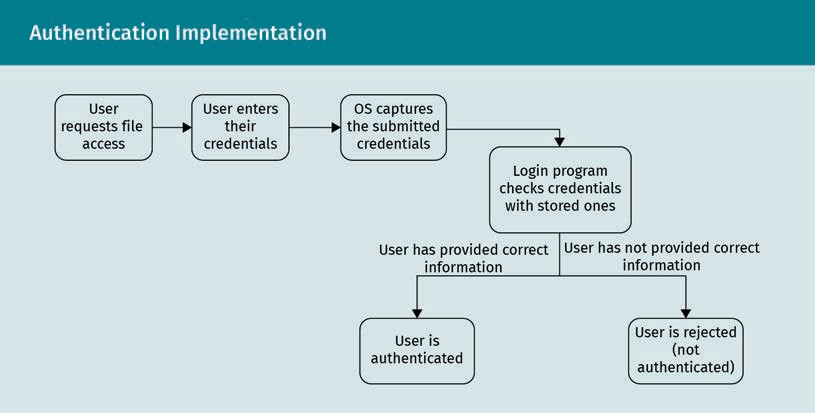 Authentication Implementation
User
requests file
access
User enters
their
credentials
OS captures
the submitted
credentials
Login program
checks credentials
with stored ones
User has provided correct
information
User has not provided correct
information
User is
authenticated
User is rejected
(not
authenticated)